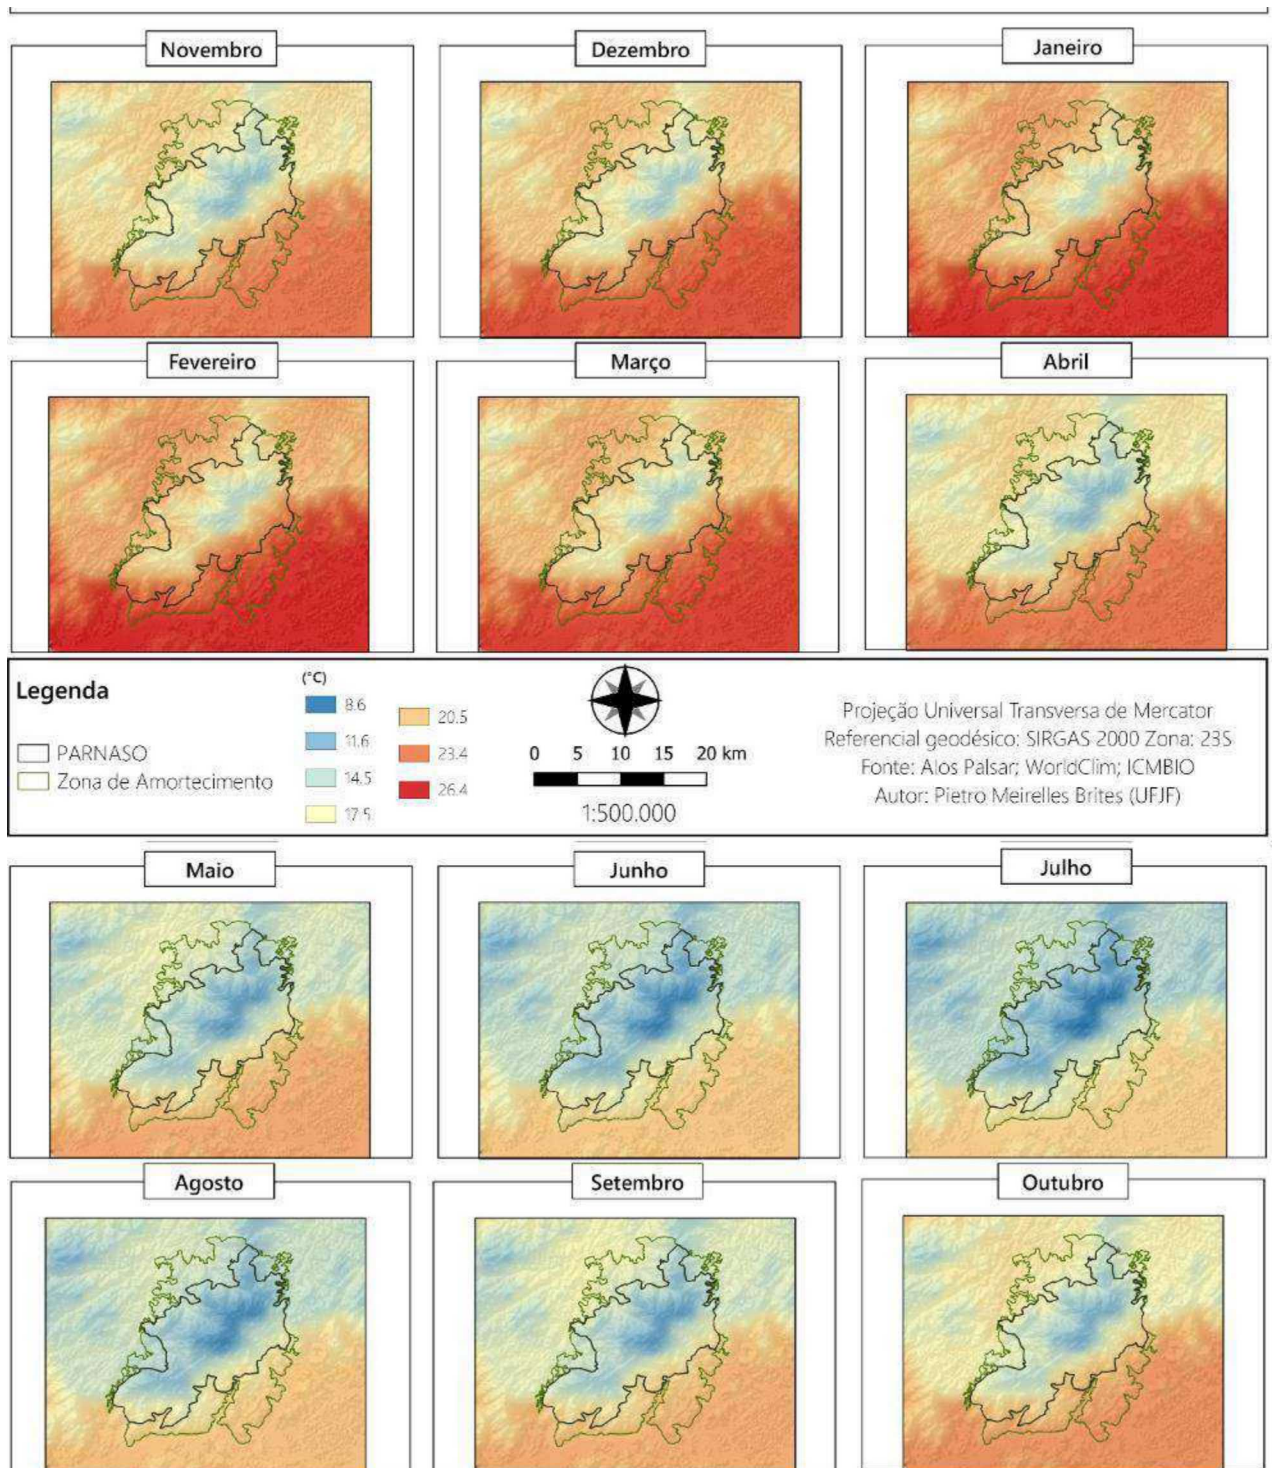 Novembro
Dezembro
Janeiro
Fevereiro
Março
Abril
Legenda
PARNASO
Zona de Amortecimento
(°C)
8.6
11.6
14.5
17.5
20.5
23.4
26.4
0 5 10 15 20 km
1:500.000
Projeção Universal Transversa de Mercator
Referencial geodésico: SIRGAS 2000 Zona: 23S
Fonte: Alos Palsar; WorldClim; ICMBIO
Autor: Pietro Meirelles Brites (UFJF)
Maio
Junho
Julho
Agosto
Setembro
Outubro